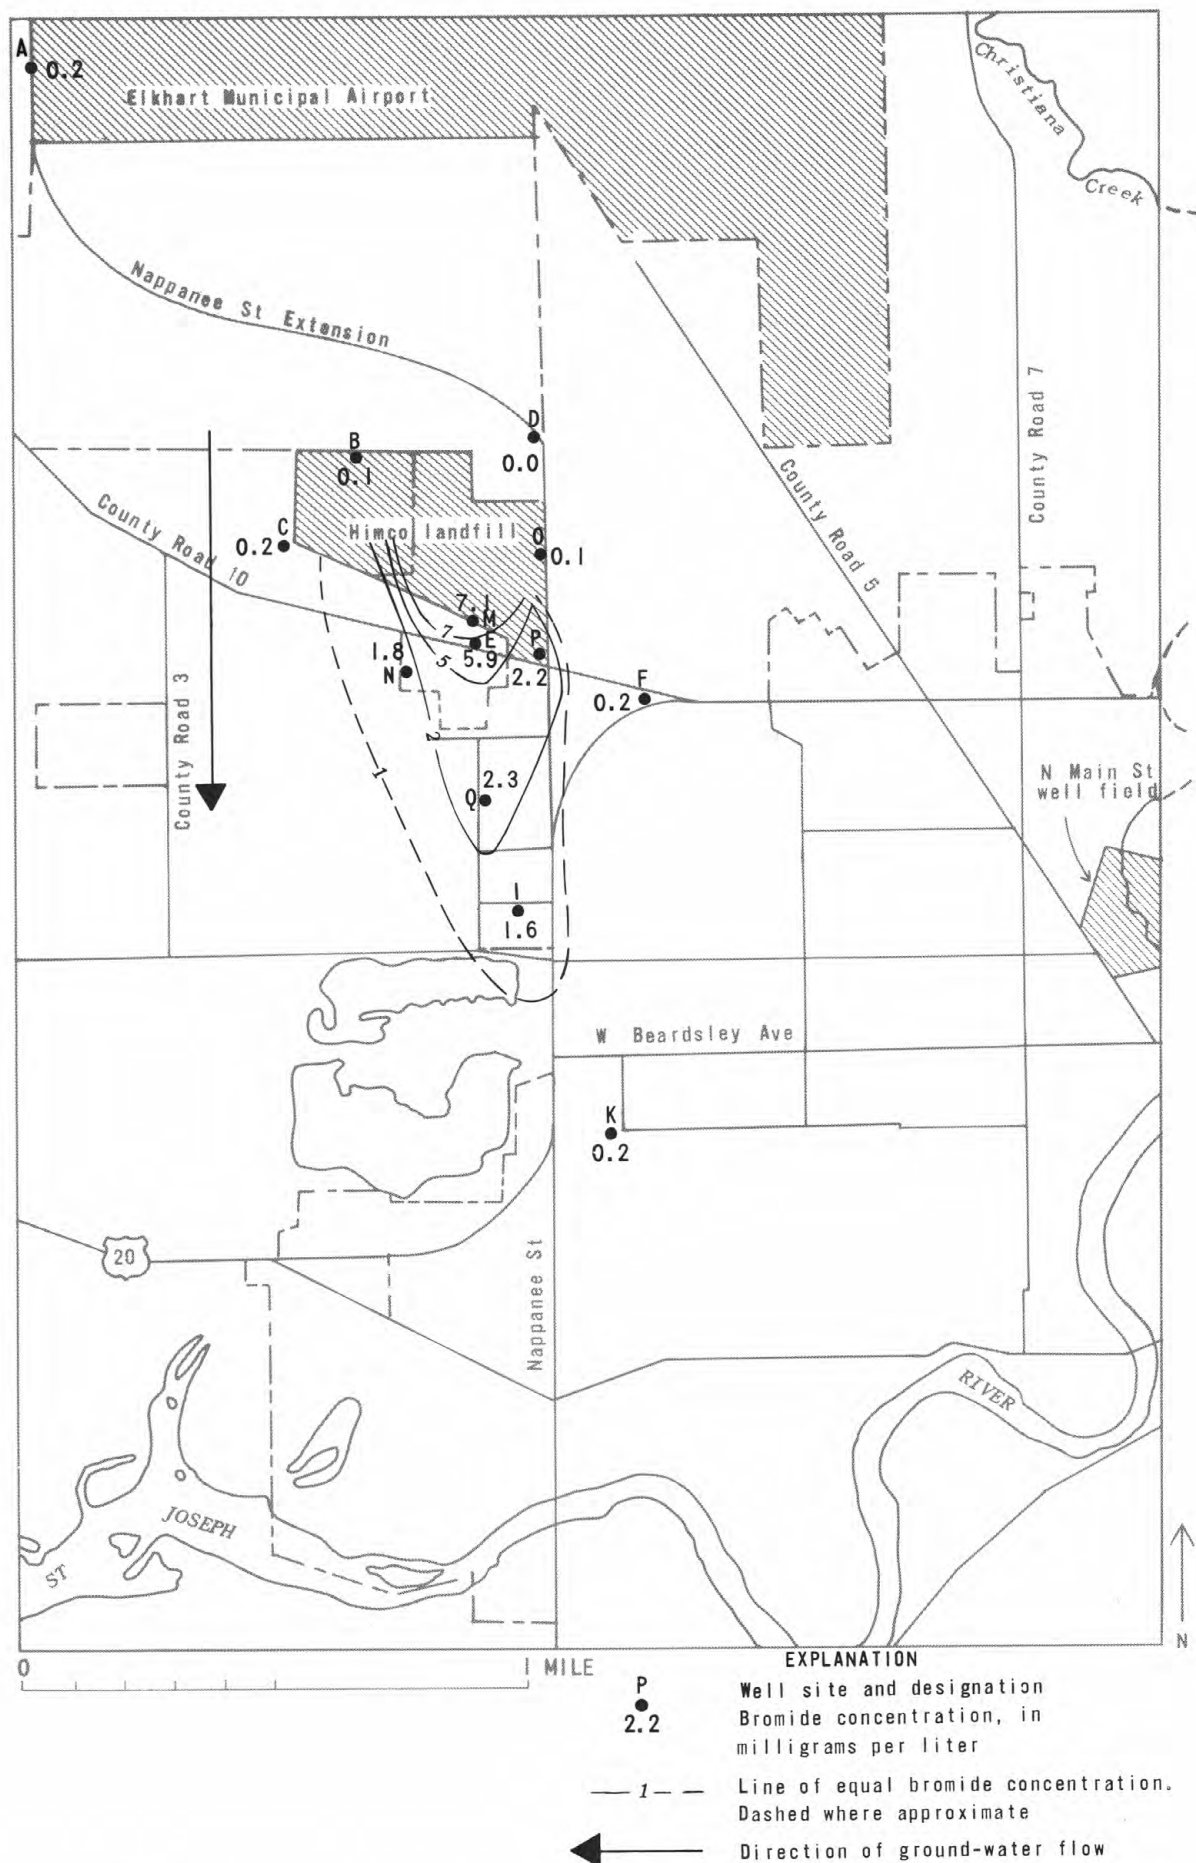 A
0.2
Elkhart Municipal Airport
Christiana
Creek
Nappanee St Extension
County Road 7
D
0.0
B
0.1
County Road 5
County Road 10
C
0.2
Himco landfill
O
0.1
7.1
M
7
E
5.9
5
P
2.2
1.8
N
F
0.2
County Road 3
2
1
2.3
Q
N Main St
well field
I
1.6
W Beardsley Ave
K
0.2
20
Nappanee St
RIVER
JOSEPH
ST
N
0 1 MILE
EXPLANATION
P
2.2
Well site and designation
Bromide concentration, in
milligrams per liter
1
Line of equal bromide concentration.
Dashed where approximate
Direction of ground-water flow